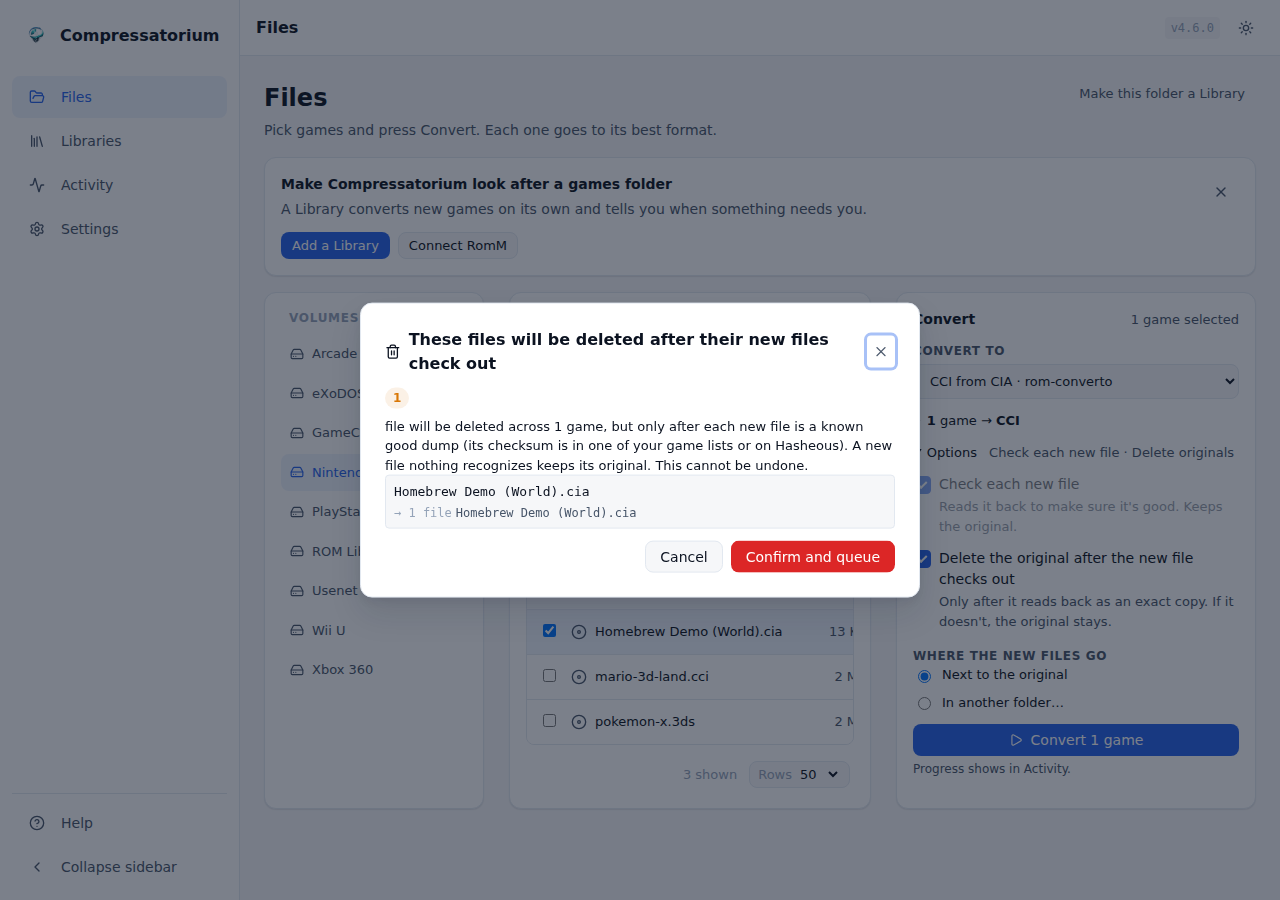 Compressatorium
Files
v4.6.0
Files
Libraries
Activity
Settings
Help
Collapse sidebar
Files
Make this folder a Library
Pick games and press Convert. Each one goes to its best format.
Make Compressatorium look after a games folder
A Library converts new games on its own and tells you when something needs you.
Add a Library
Connect RomM
VOLUMES
Arcade
GameC
Usenet
Wii U
Xbox 360
These files will be deleted after their new files
check out
1
file will be deleted across 1 game, but only after each new file is a known
good dump (its checksum is in one of your game lists or on Hasheous). A new
file nothing recognizes keeps its original. This cannot be undone.
Homebrew Demo (World).cia
→ 1 file Homebrew Demo (World).cia
Cancel
Confirm and queue
Homebrew Demo (World).cia
13
mario-3d-land.cci
2
pokemon-x.3ds
2
3 shown
Rows 50
Convert
1 game selected
CONVERT TO
CCI from CIA · rom-converto
1 game → CCI
Options
Check each new file · Delete originals
Check each new file
Reads it back to make sure it's good. Keeps
the original.
Delete the original after the new file
checks out
Only after it reads back as an exact copy. If it
doesn't, the original stays.
WHERE THE NEW FILES GO
Next to the original
In another folder…
Convert 1 game
Progress shows in Activity.